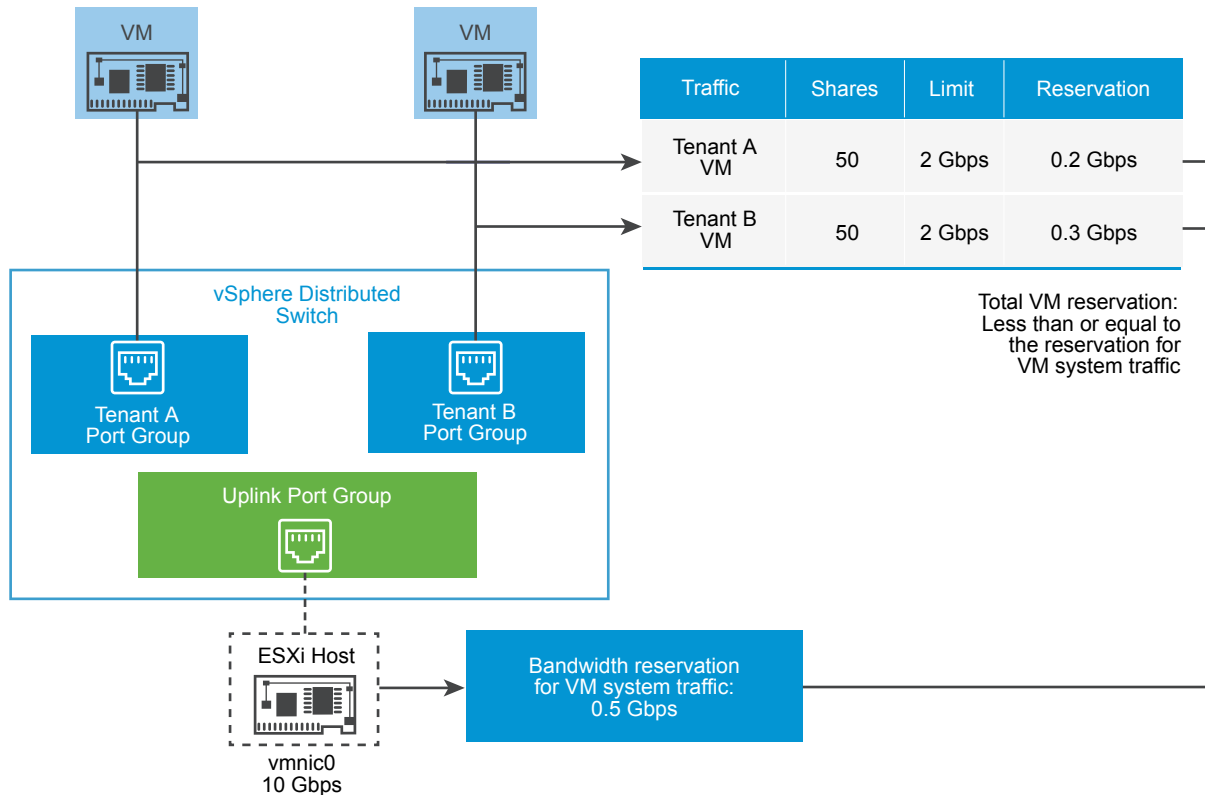 VM
VM
Traffic Shares Limit Reservation
Tenant A
VM
50 2 Gbps 0.2 Gbps
Tenant B
VM
50 2 Gbps 0.3 Gbps
Total VM reservation:
Less than or equal to
the reservation for
VM system traffic
vSphere Distributed
Switch
Tenant A
Port Group
Tenant B
Port Group
Uplink Port Group
ESXi Host
vmnic0
10 Gbps
Bandwidth reservation
for VM system traffic:
0.5 Gbps